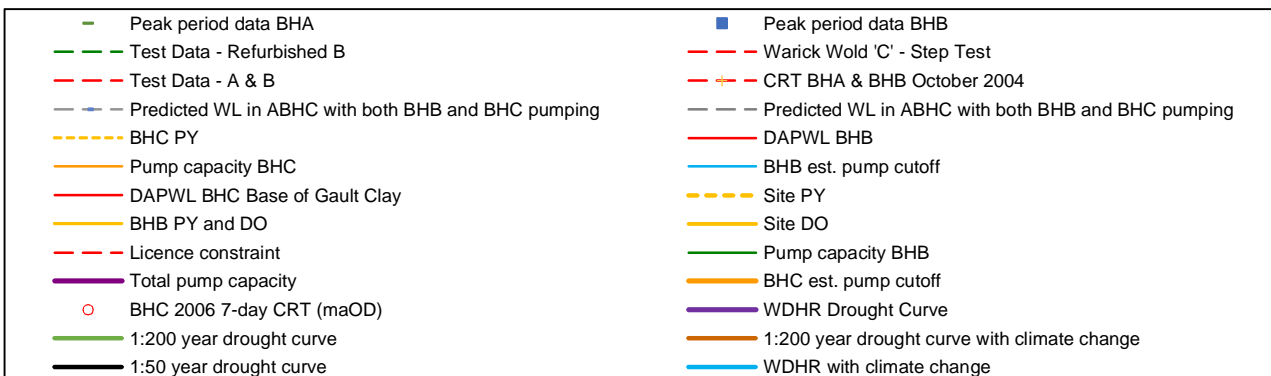 Peak period data BHA
Peak period data BHB
Test Data - Refurbished B
Warick Wold 'C' - Step Test
Test Data - A & B
CRT BHA & BHB October 2004
Predicted WL in ABHC with both BHB and BHC pumping
Predicted WL in ABHC with both BHB and BHC pumping
BHC PY
DAPWL BHB
Pump capacity BHC
BHB est. pump cutoff
DAPWL BHC Base of Gault Clay
Site PY
BHB PY and DO
Site DO
Licence constraint
Pump capacity BHB
Total pump capacity
BHC est. pump cutoff
BHC 2006 7-day CRT (maOD)
WDHR Drought Curve
1:200 year drought curve
1:200 year drought curve with climate change
1:50 year drought curve
WDHR with climate change